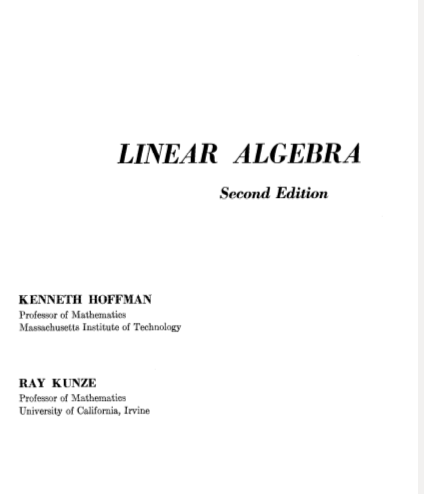 LINEAR ALGEBRA
Second Edition
KENNETH HOFFMAN
Professor of Mathematics
Massachusetts Institute of Technology
RAY KUNZE
Professor of Mathematics
University of California, Irvine